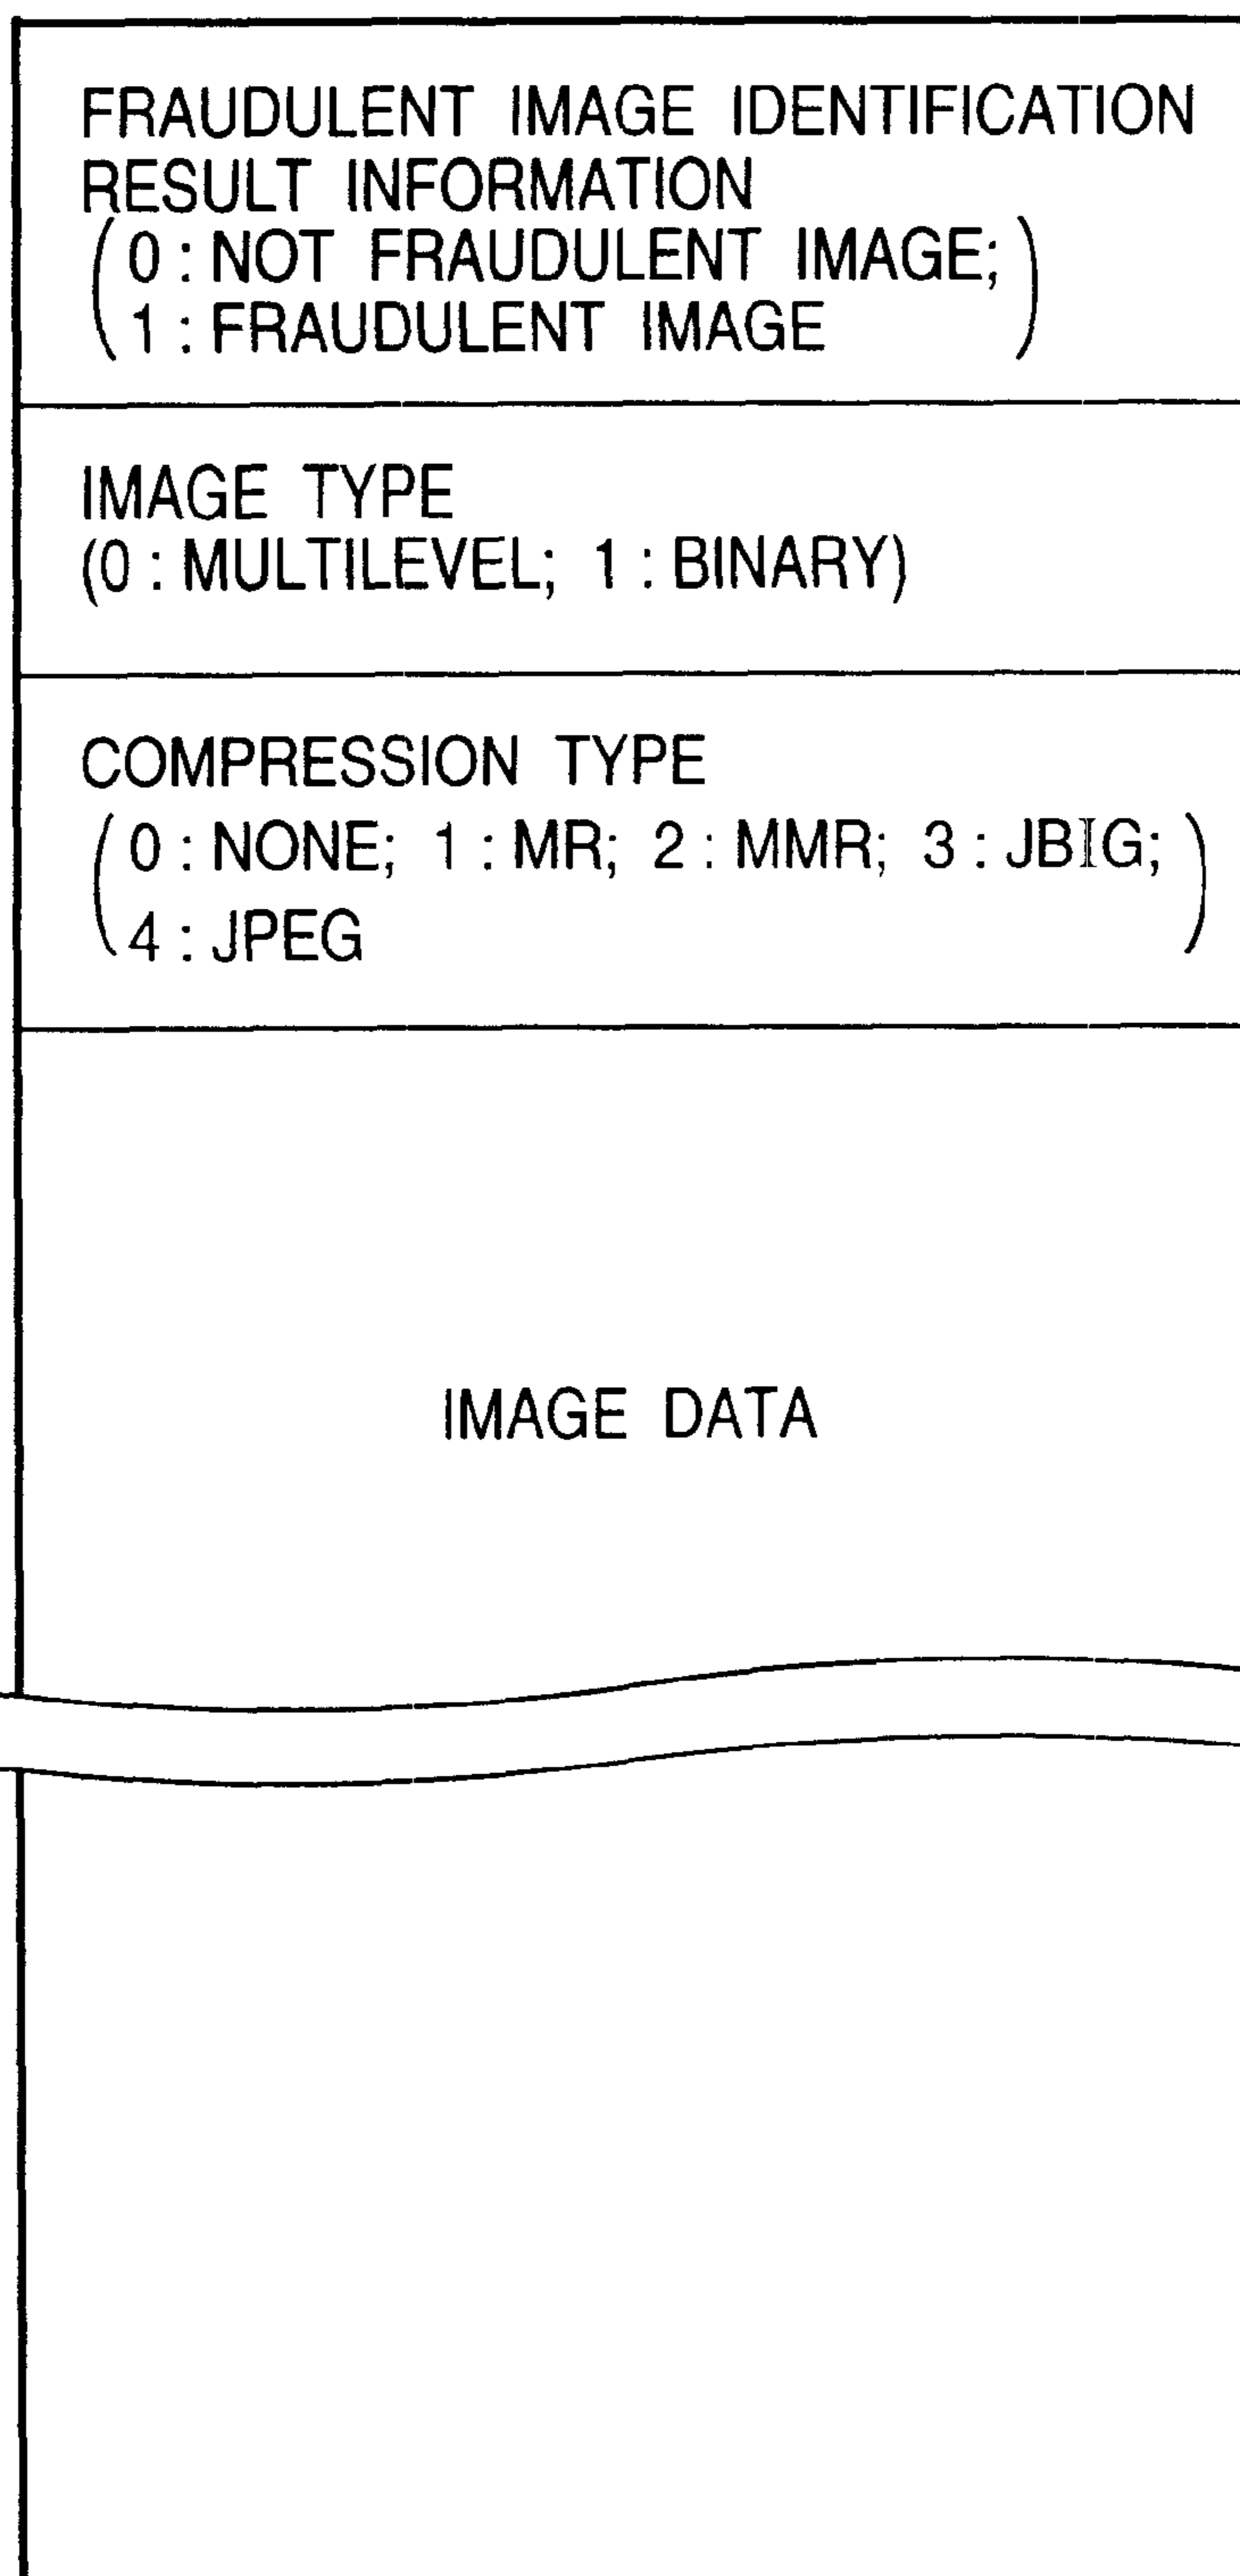 FRAUDULENT IMAGE IDENTIFICATION
RESULT INFORMATION
(0 : NOT FRAUDULENT IMAGE;
1 : FRAUDULENT IMAGE)
IMAGE TYPE
(0 : MULTILEVEL; 1 : BINARY)
COMPRESSION TYPE
(0 : NONE; 1 : MR; 2 : MMR; 3 : JBIG;
4 : JPEG)
IMAGE DATA